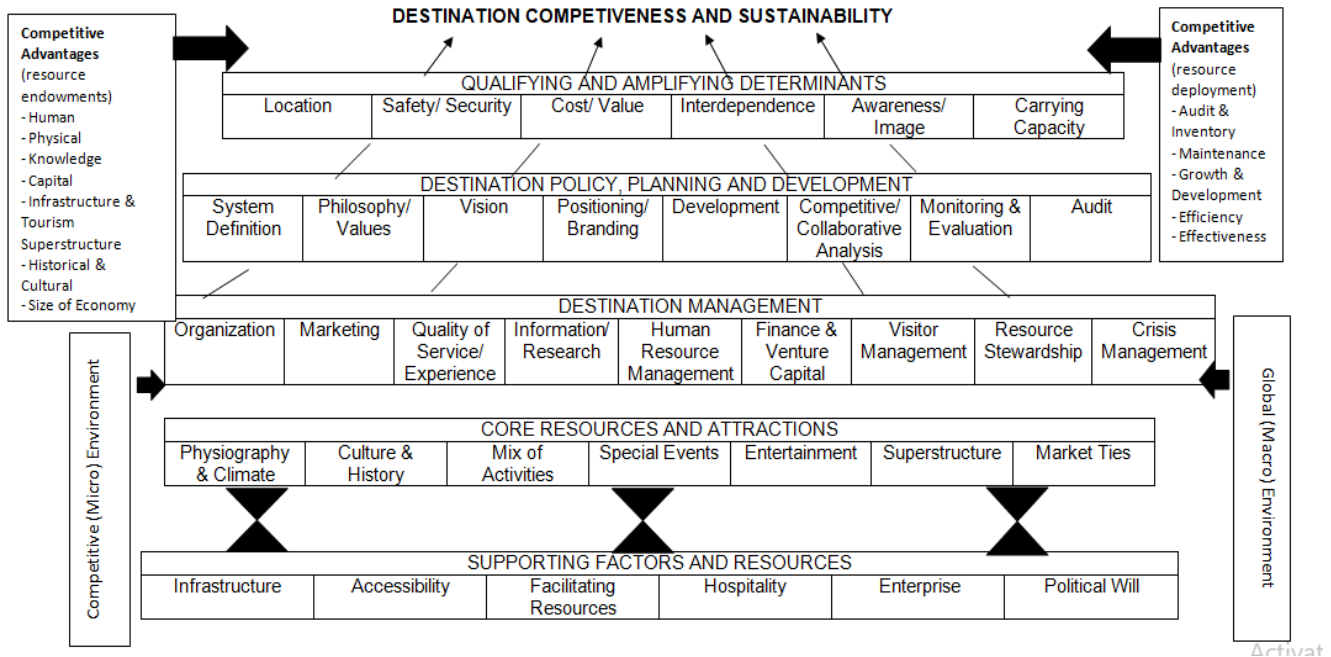 DESTINATION COMPETIVENESS AND SUSTAINABILITY
Competitive
Advantages
(resource
endowments)
- Human
- Physical
- Knowledge
- Capital
- Infrastructure &
Tourism
Superstructure
- Historical &
Cultural
- Size of Economy
Competitive
Advantages
(resource
deployment)
- Audit &
Inventory
- Maintenance
- Growth &
Development
- Efficiency
- Effectiveness
QUALIFYING AND AMPLIFYING DETERMINANTS
Location
Safety/ Security
Cost/ Value
Interdependence
Awareness/
Image
Carrying
Capacity
DESTINATION POLICY, PLANNING AND DEVELOPMENT
System
Definition
Philosophy/
Values
Vision
Positioning/
Branding
Development
Competitive/
Collaborative
Analysis
Monitoring &
Evaluation
Audit
DESTINATION MANAGEMENT
Organization
Marketing
Quality of
Service/
Experience
Information/
Research
Human
Resource
Management
Finance &
Venture
Capital
Visitor
Management
Resource
Stewardship
Crisis
Management
Competitive (Micro) Environment
Global (Macro) Environment
CORE RESOURCES AND ATTRACTIONS
Physiography
& Climate
Culture &
History
Mix of
Activities
Special Events
Entertainment
Superstructure
Market Ties
SUPPORTING FACTORS AND RESOURCES
Infrastructure
Accessibility
Facilitating
Resources
Hospitality
Enterprise
Political Will
Activat